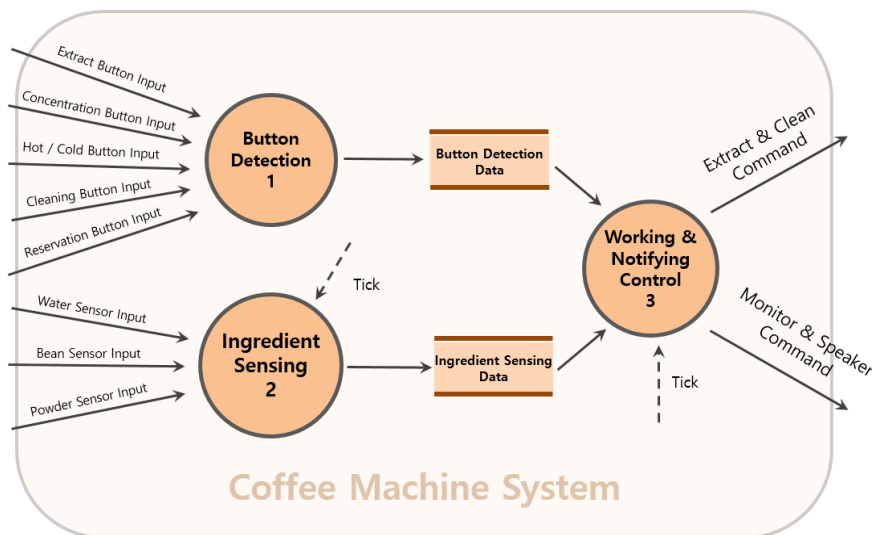 Extract Button Input
Concentration Button Input
Hot / Cold Button Input
Cleaning Button Input
Reservation Button Input
Button
Detection
1
Button Detection
Data
Extract & Clean
Command
Water Sensor Input
Bean Sensor Input
Powder Sensor Input
Tick
Ingredient
Sensing
2
Ingredient Sensing
Data
Working &
Notifying
Control
3
Tick
Monitor & Speaker
Command
Coffee Machine System